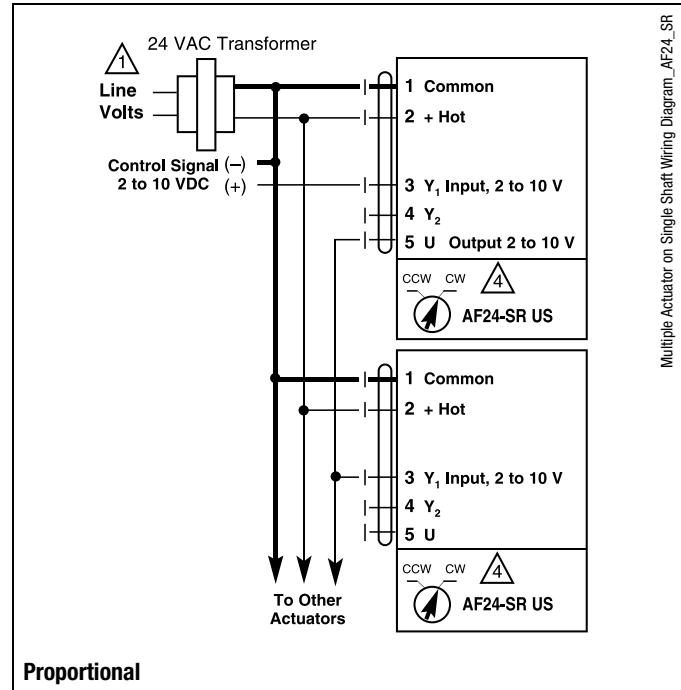 24 VAC Transformer
1
Line
Volts
Control Signal (–)
2 to 10 VDC (+)
1 Common
2 + Hot
3 Y₁ Input, 2 to 10 V
4 Y₂
5 U Output 2 to 10 V
CCW CW
4
AF24-SR US
1 Common
2 + Hot
3 Y₁ Input, 2 to 10 V
4 Y₂
5 U
CCW CW
4
AF24-SR US
To Other
Actuators
Proportional
Multiple Actuator on Single Shaft Wiring Diagram_AF24_SR